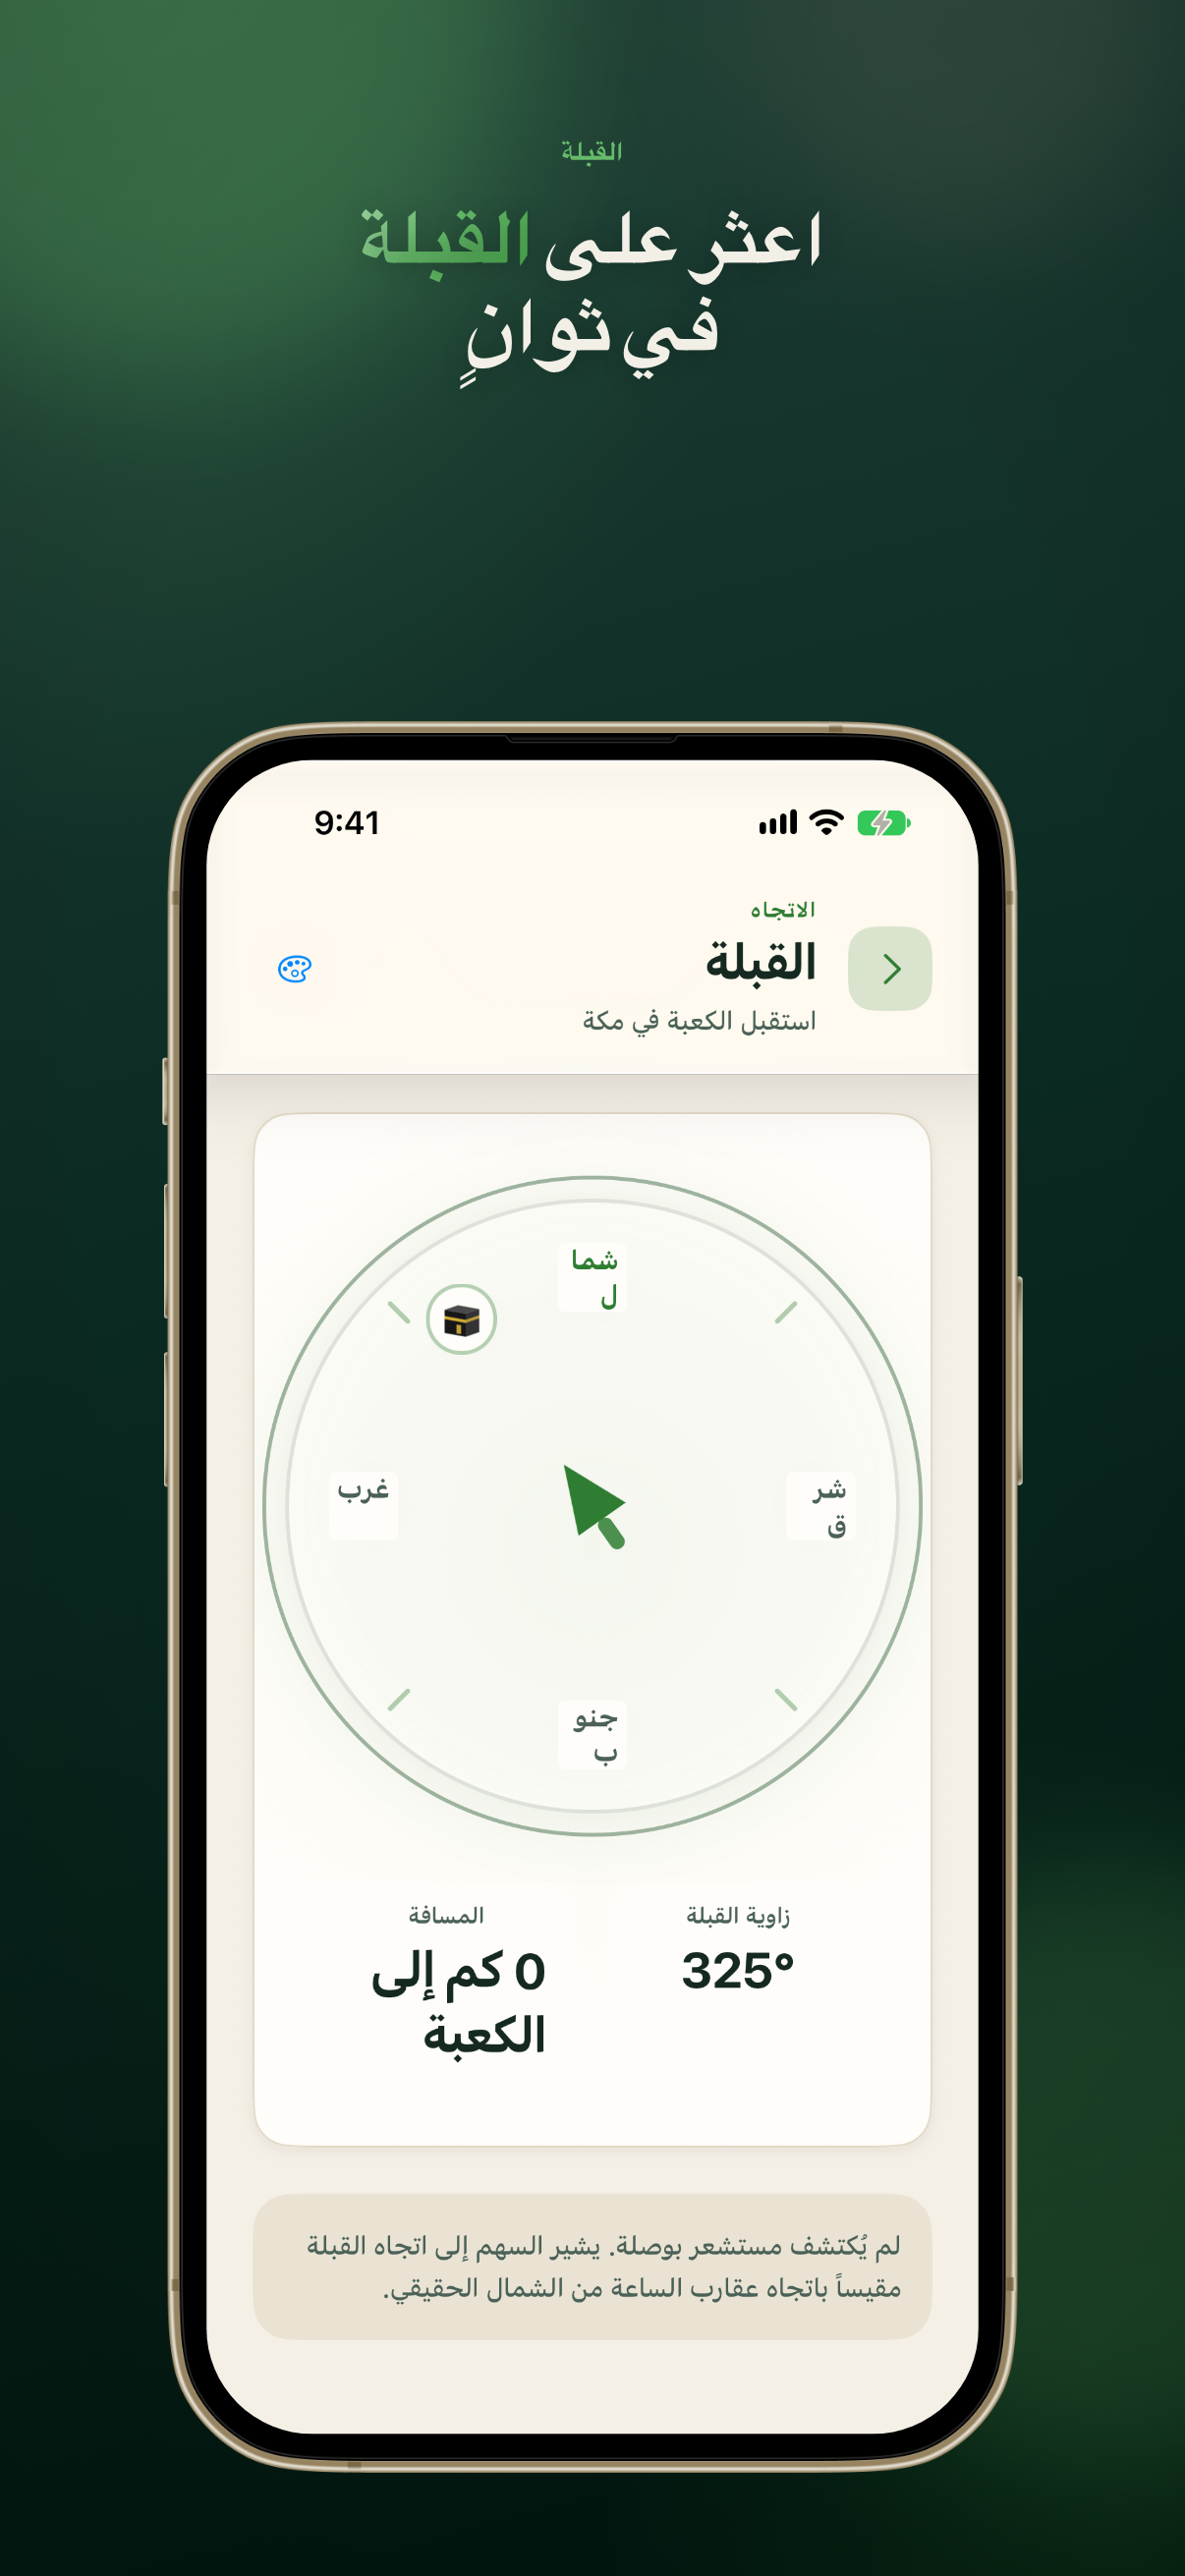 القبلة
اعثر على القبلة
في ثوانٍ
9:41
الاتجاه
القبلة
استقبل الكعبة في مكة
شما
ل
غرب
شر
ق
جنو
ب
زاوية القبلة
325°
المسافة
0 كم إلى
الكعبة
لم يُكتشف مستشعر بوصلة. يشير السهم إلى اتجاه القبلة
مقيساً باتجاه عقارب الساعة من الشمال الحقيقي.